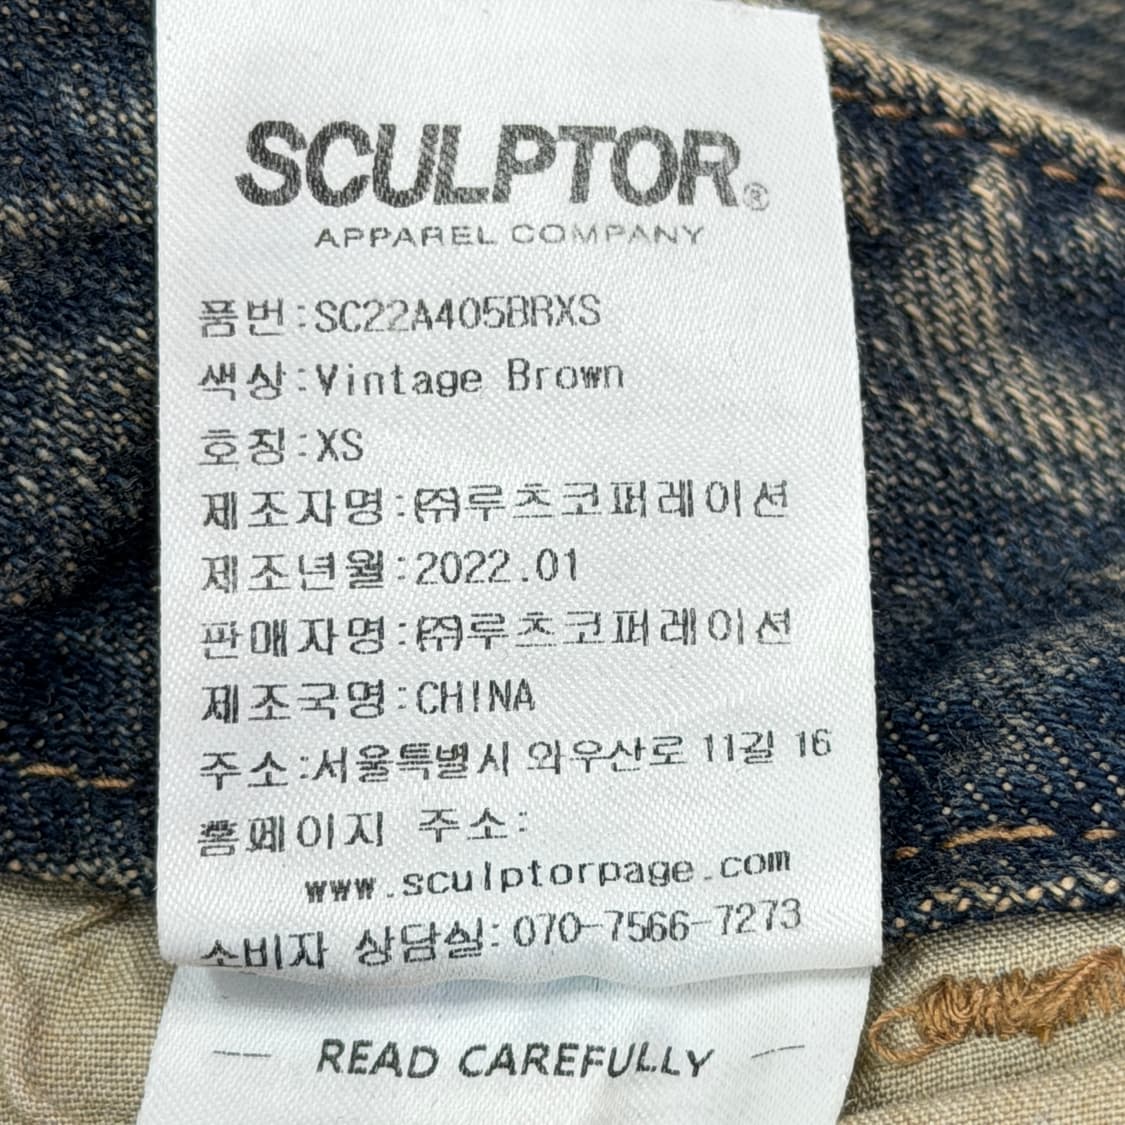 SCULPTOR®
APPAREL COMPANY
품번:SC22A405BRXS
색상:Vintage Brown
호칭:XS
제조자명:㈜루츠코퍼레이션
제조년월:2022.01
판매자명:㈜루츠코퍼레이션
제조국명:CHINA
주소:서울특별시 와우산로 11길 16
홈페이지 주소:
www.sculptorpage.com
소비자 상담실:070-7566-7273
READ CAREFULLY